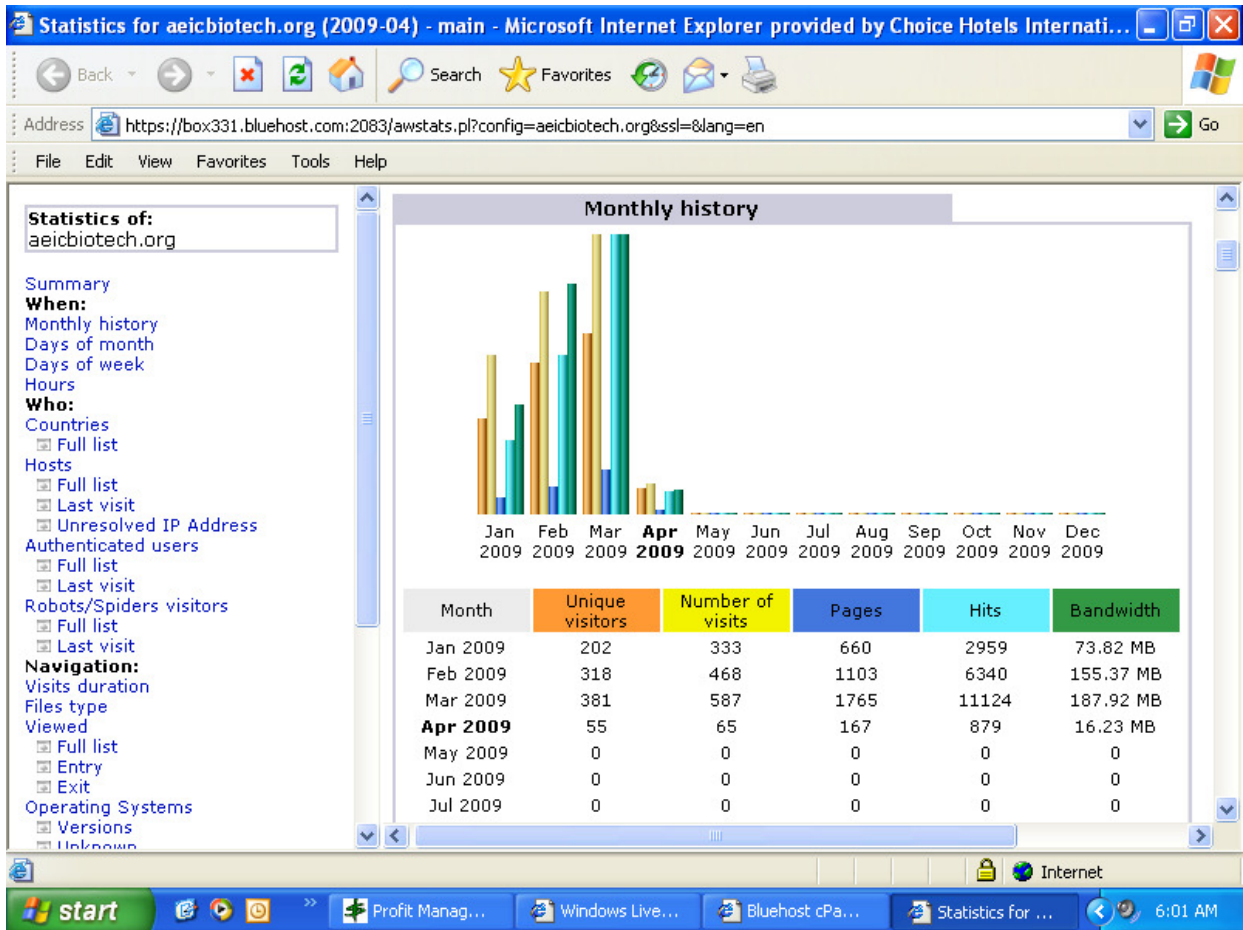 Statistics for aeicbiotech.org (2009-04) - main - Microsoft Internet Explorer provided by Choice Hotels Internati...
Back Search Favorites
Address https://box331.bluehost.com:2083/awstats.pl?config=aeicbiotech.org&ssl=&lang=en Go
File Edit View Favorites Tools Help
Statistics of:
aeicbiotech.org
Summary
When:
Monthly history
Days of month
Days of week
Hours
Who:
Countries
Full list
Hosts
Full list
Last visit
Unresolved IP Address
Authenticated users
Full list
Last visit
Robots/Spiders visitors
Full list
Last visit
Navigation:
Visits duration
Files type
Viewed
Full list
Entry
Exit
Operating Systems
Versions
Unknown
Monthly history
Jan Feb Mar Apr May Jun Jul Aug Sep Oct Nov Dec
2009 2009 2009 2009 2009 2009 2009 2009 2009 2009 2009 2009
Month Unique visitors Number of visits Pages Hits Bandwidth
Jan 2009 202 333 660 2959 73.82 MB
Feb 2009 318 468 1103 6340 155.37 MB
Mar 2009 381 587 1765 11124 187.92 MB
Apr 2009 55 65 167 879 16.23 MB
May 2009 0 0 0 0 0
Jun 2009 0 0 0 0 0
Jul 2009 0 0 0 0 0
Internet
start Profit Manag... Windows Live... Bluehost cPa... Statistics for ... 6:01 AM